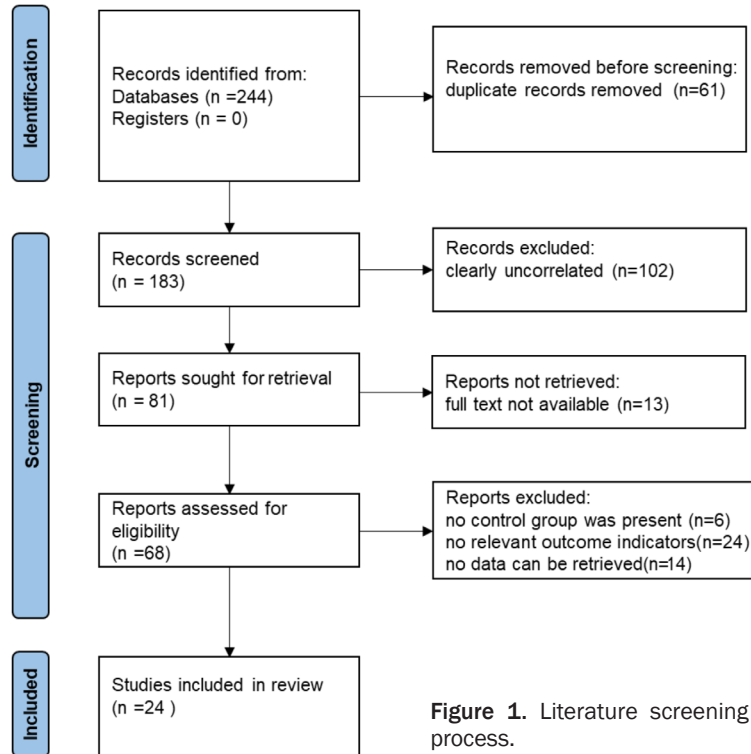 Identification
Records identified from:
Databases (n =244)
Registers (n = 0)
Records removed before screening:
duplicate records removed (n=61)
Screening
Records screened
(n = 183)
Records excluded:
clearly uncorrelated (n=102)
Reports sought for retrieval
(n = 81)
Reports not retrieved:
full text not available (n=13)
Reports assessed for
eligibility
(n =68)
Reports excluded:
no control group was present (n=6)
no relevant outcome indicators(n=24)
no data can be retrieved(n=14)
Included
Studies included in review
(n =24 )
Figure 1. Literature screening
process.